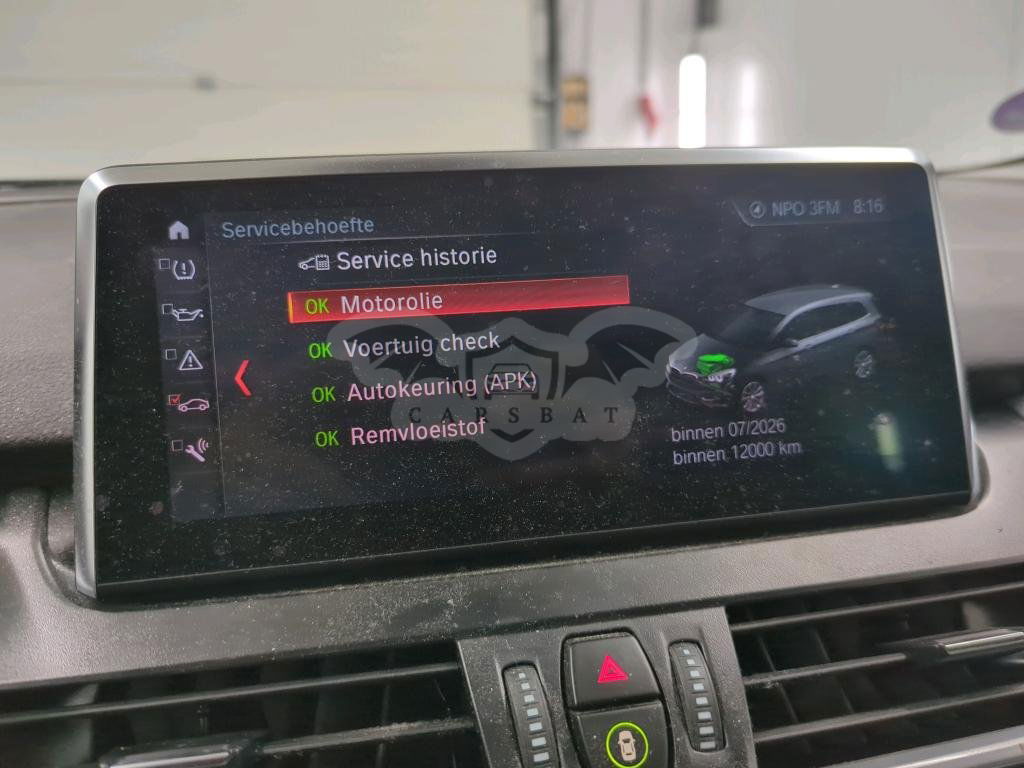 NPO 3FM 8:16
Servicebehoefte
Service historie
OK Motorolie
OK Voertuig check
OK Autokeuring (APK)
OK Remvloeistof
binnen 07/2026
binnen 12000 km
CARSBAT